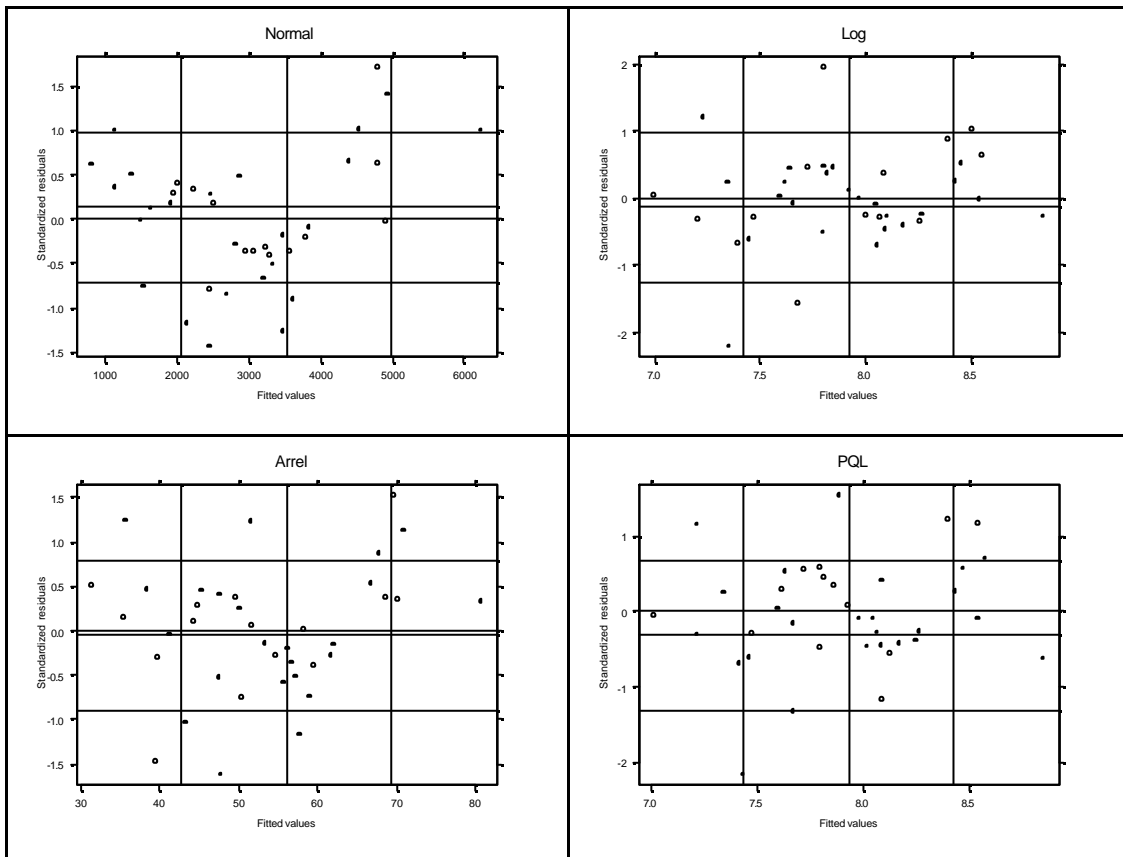 Normal
Standardized residuals
1.5
1.0
0.5
0.0
-0.5
-1.0
-1.5
1000 2000 3000 4000 5000 6000
Fitted values
Log
Standardized residuals
2
1
0
-1
-2
7.0 7.5 8.0 8.5
Fitted values
Arrel
Standardized residuals
1.5
1.0
0.5
0.0
-0.5
-1.0
-1.5
30 40 50 60 70 80
Fitted values
PQL
Standardized residuals
1
0
-1
-2
7.0 7.5 8.0 8.5
Fitted values